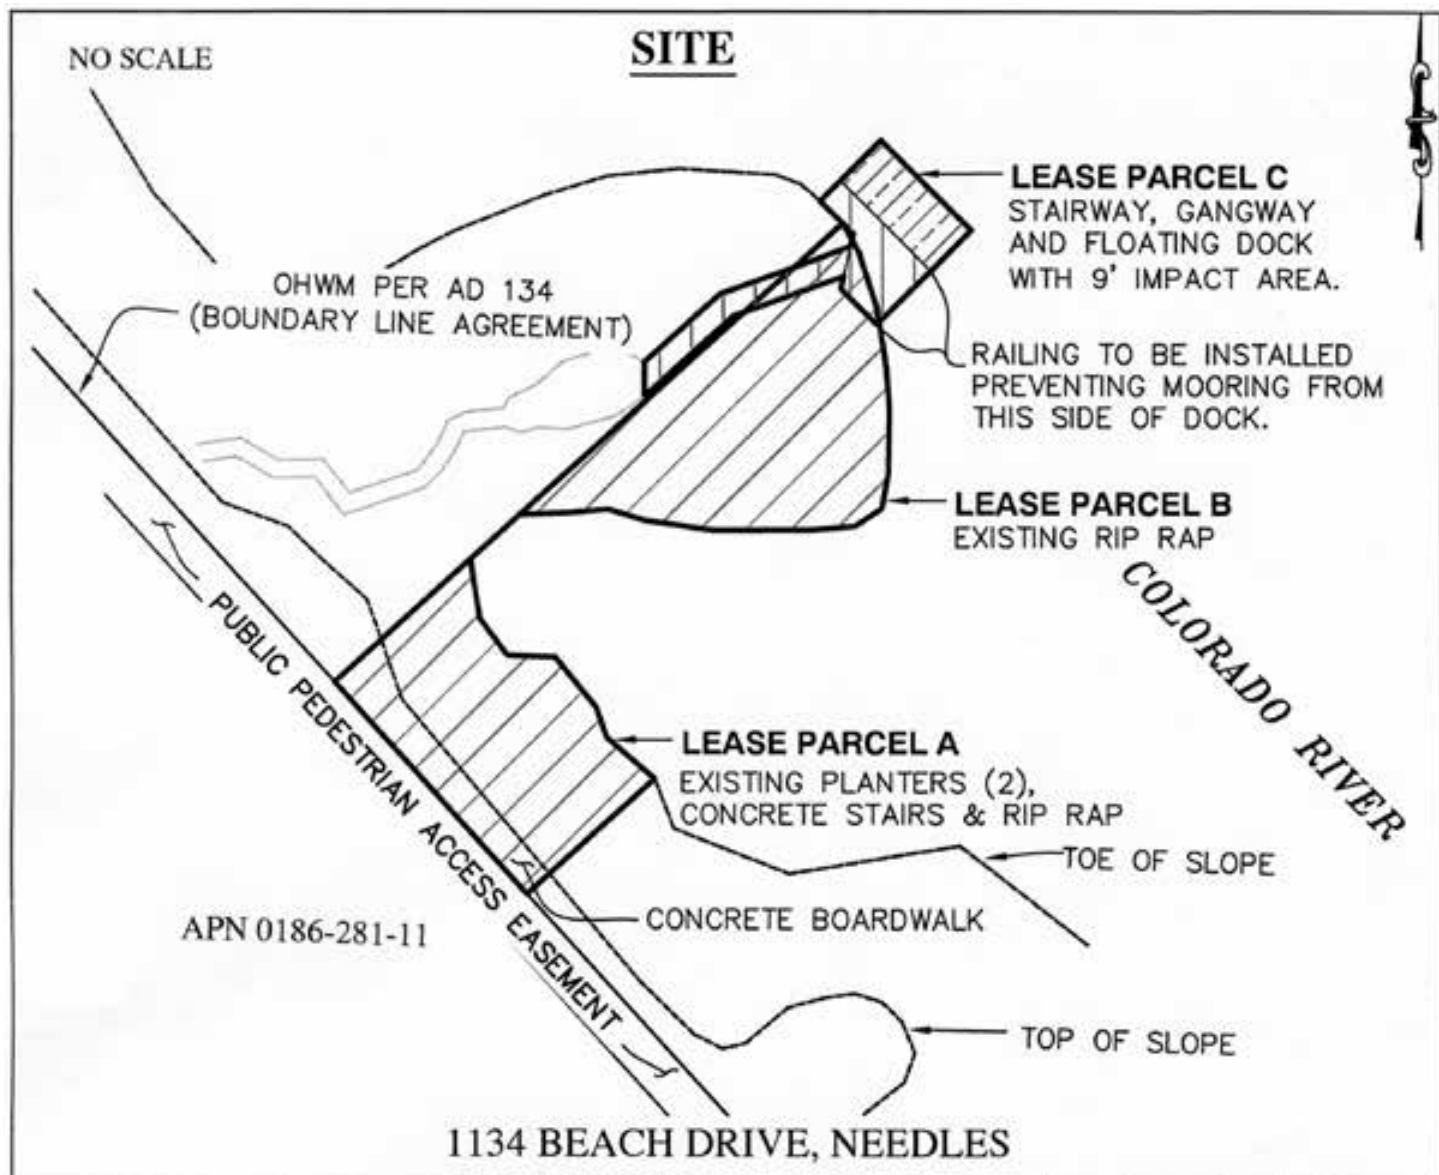 SITE
NO SCALE
LEASE PARCEL C
STAIRWAY, GANGWAY
AND FLOATING DOCK
WITH 9' IMPACT AREA.
OHWM PER AD 134
(BOUNDARY LINE AGREEMENT)
RAILING TO BE INSTALLED
PREVENTING MOORING FROM
THIS SIDE OF DOCK.
LEASE PARCEL B
EXISTING RIP RAP
COLORADO RIVER
PUBLIC PEDESTRIAN ACCESS EASEMENT
LEASE PARCEL A
EXISTING PLANTERS (2),
CONCRETE STAIRS & RIP RAP
TOE OF SLOPE
CONCRETE BOARDWALK
APN 0186-281-11
TOP OF SLOPE
1134 BEACH DRIVE, NEEDLES